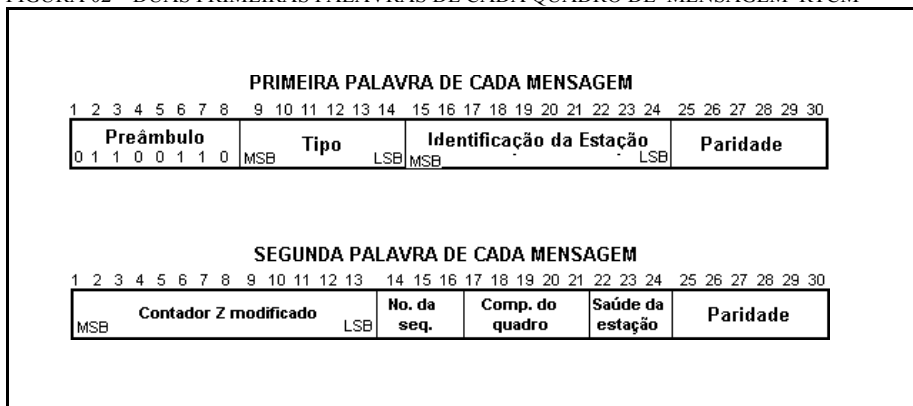 FIGURA 02 – DUAS PRIMEIRAS PALAVRAS DE CADA QUADRO DE MENSAGEM RTCM
PRIMEIRA PALAVRA DE CADA MENSAGEM
1 2 3 4 5 6 7 8 9 10 11 12 13 14 15 16 17 18 19 20 21 22 23 24 25 26 27 28 29 30
Preâmbulo Tipo Identificação da Estação Paridade
0 1 1 0 0 1 1 0 MSB LSB MSB LSB
SEGUNDA PALAVRA DE CADA MENSAGEM
1 2 3 4 5 6 7 8 9 10 11 12 13 14 15 16 17 18 19 20 21 22 23 24 25 26 27 28 29 30
Contador Z modificado No. da seq. Comp. do quadro Saúde da estação Paridade
MSB LSB